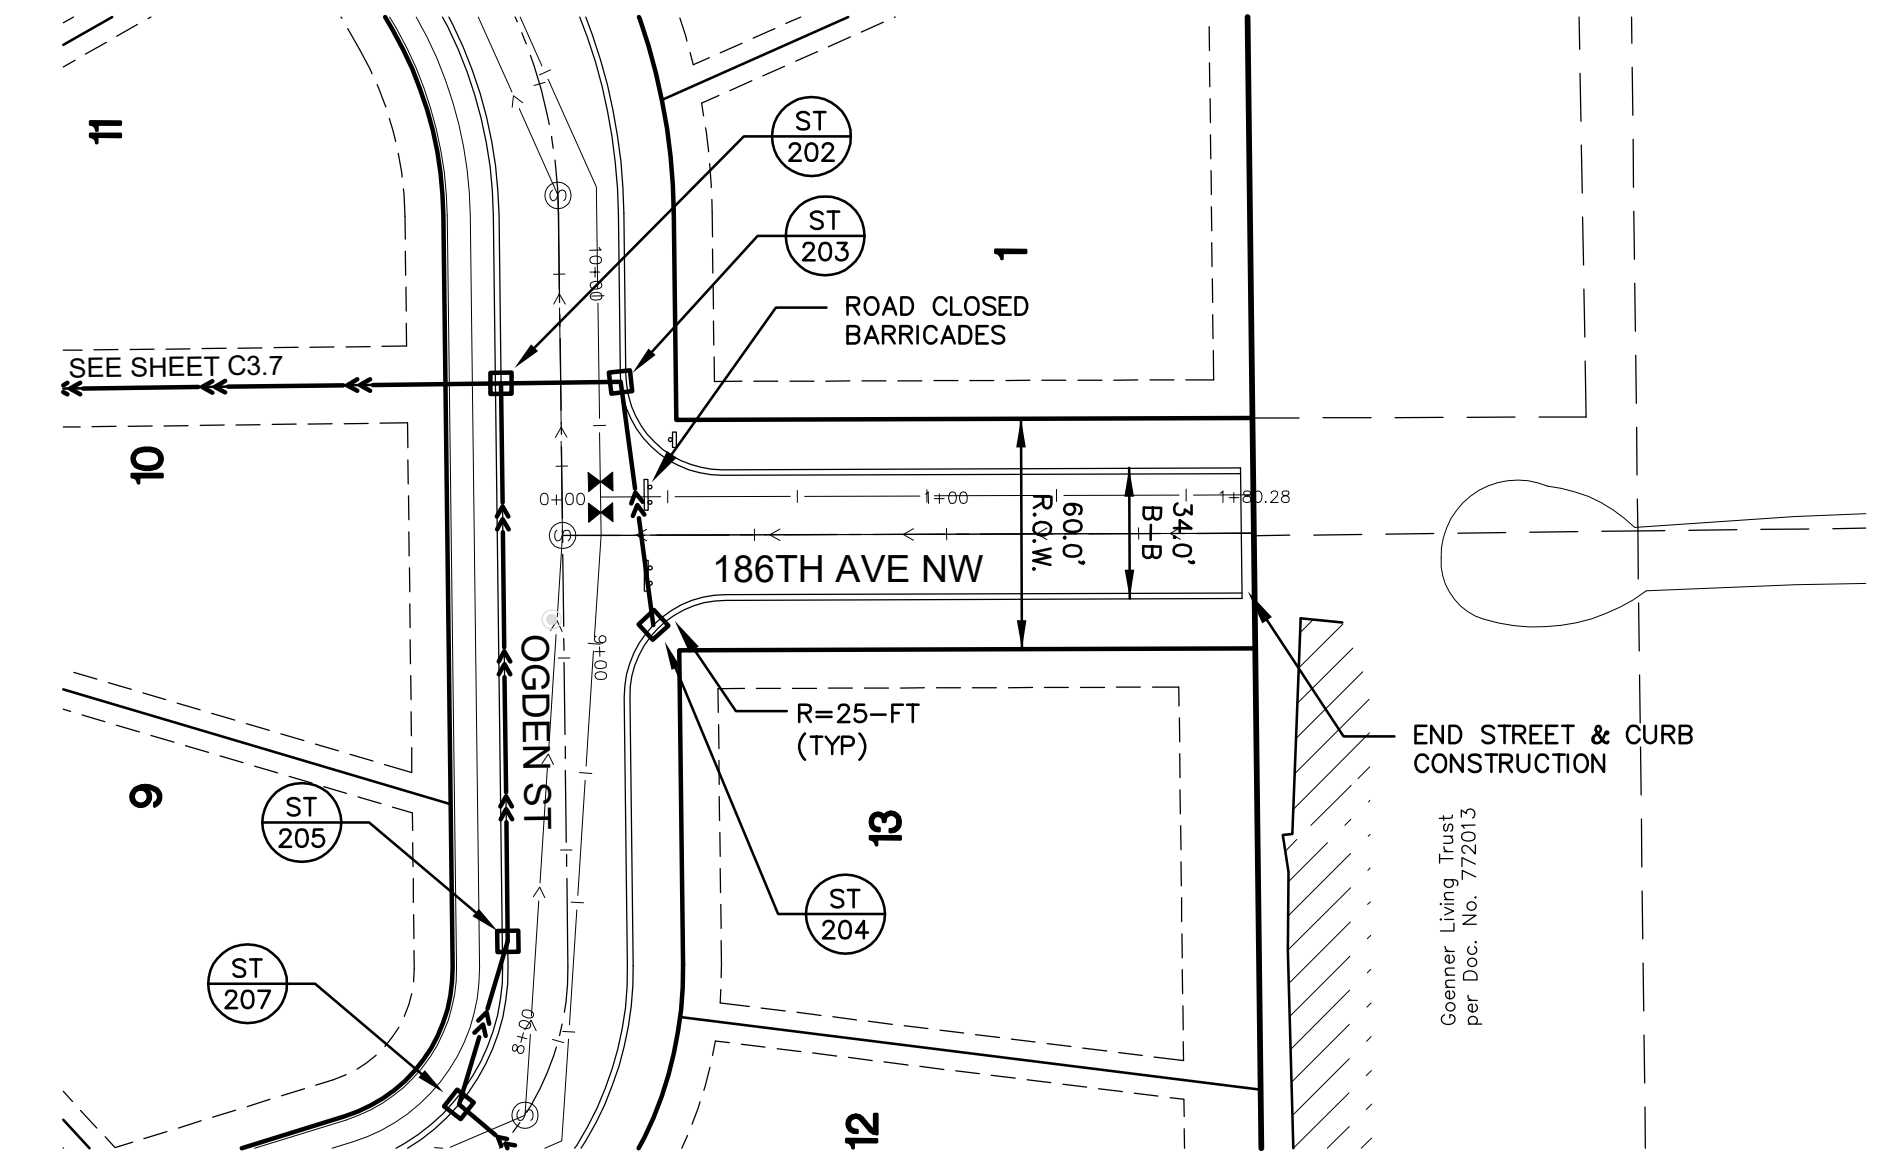 11
ST
202
ST
203
1
10+00
ROAD CLOSED
BARRICADES
SEE SHEET C3.7
10
0+00
1+00
1+80.28
60.0'
R.O.W.
34.0'
B-B
186TH AVE NW
S
S
S
9+00
OGDEN ST
R=25-FT
(TYP)
END STREET & CURB
CONSTRUCTION
9
ST
205
13
Goenner Living Trust
per Doc. No. 772013
ST
204
ST
207
8+00
12